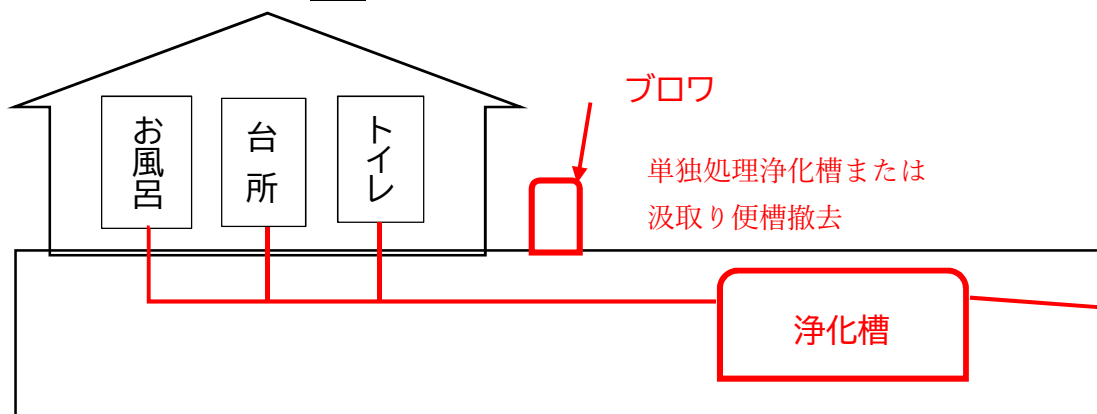 お風呂
台所
トイレ
ブロワ
単独処理浄化槽または
汲取り便槽撤去
浄化槽